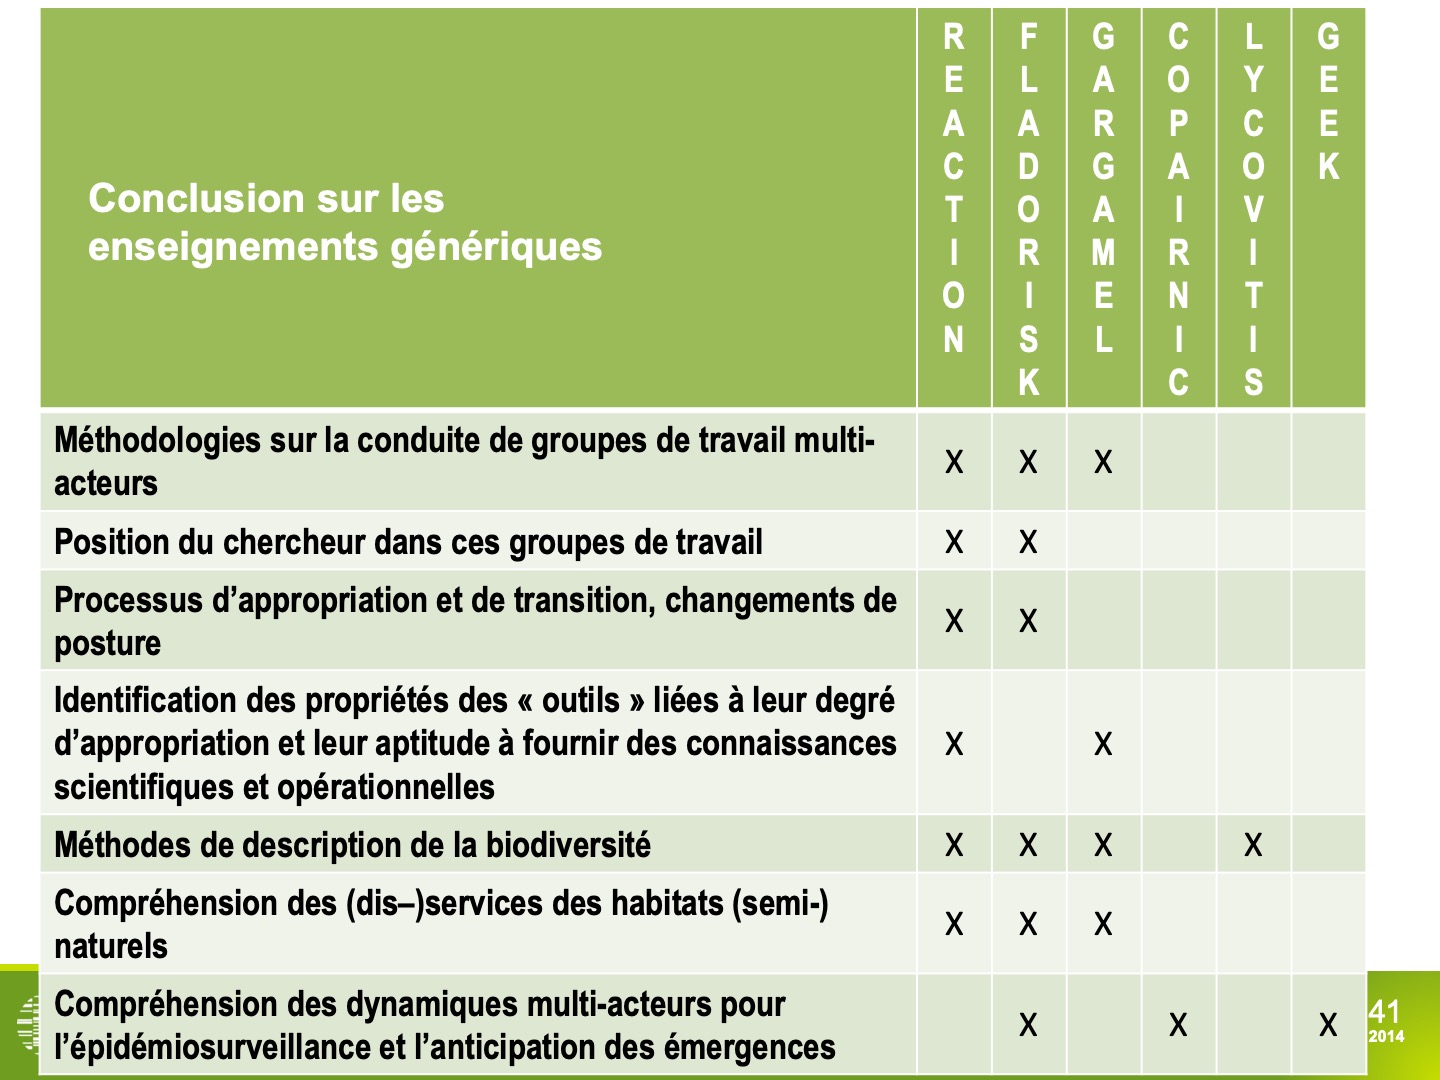 Conclusion sur les
enseignements génériques
REACTION
FLADORISK
GARGAMEL
COPAIRNIC
LYCOVITIS
GEEK
Méthodologies sur la conduite de groupes de travail multi-
acteurs
X X X
Position du chercheur dans ces groupes de travail
X X
Processus d’appropriation et de transition, changements de
posture
X X
Identification des propriétés des « outils » liées à leur degré
d’appropriation et leur aptitude à fournir des connaissances
scientifiques et opérationnelles
X X
Méthodes de description de la biodiversité
X X X X
Compréhension des (dis–)services des habitats (semi-)
naturels
X X X
Compréhension des dynamiques multi-acteurs pour
l’épidémiosurveillance et l’anticipation des émergences
X X X
41
2014